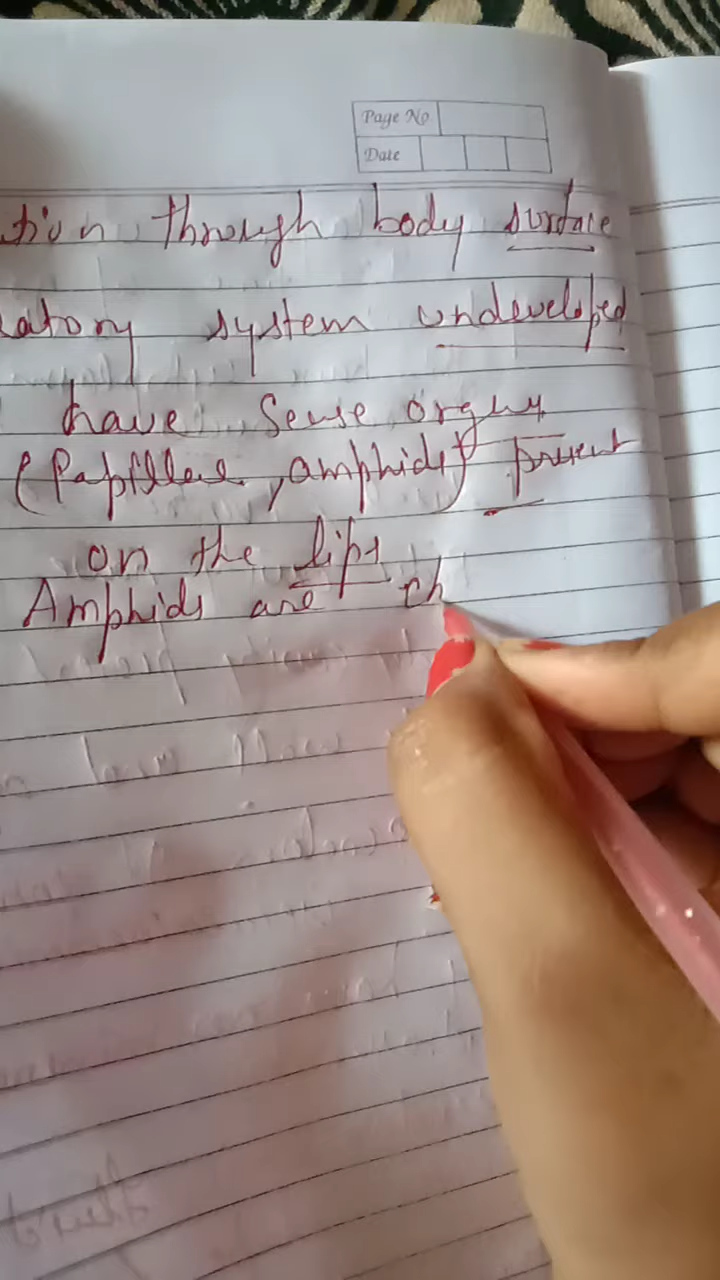 Page No
Date
tion through body surface
latory system undeveloped
have sense organs
(Papillae, amphids) present
on the lips
Amphids are ch